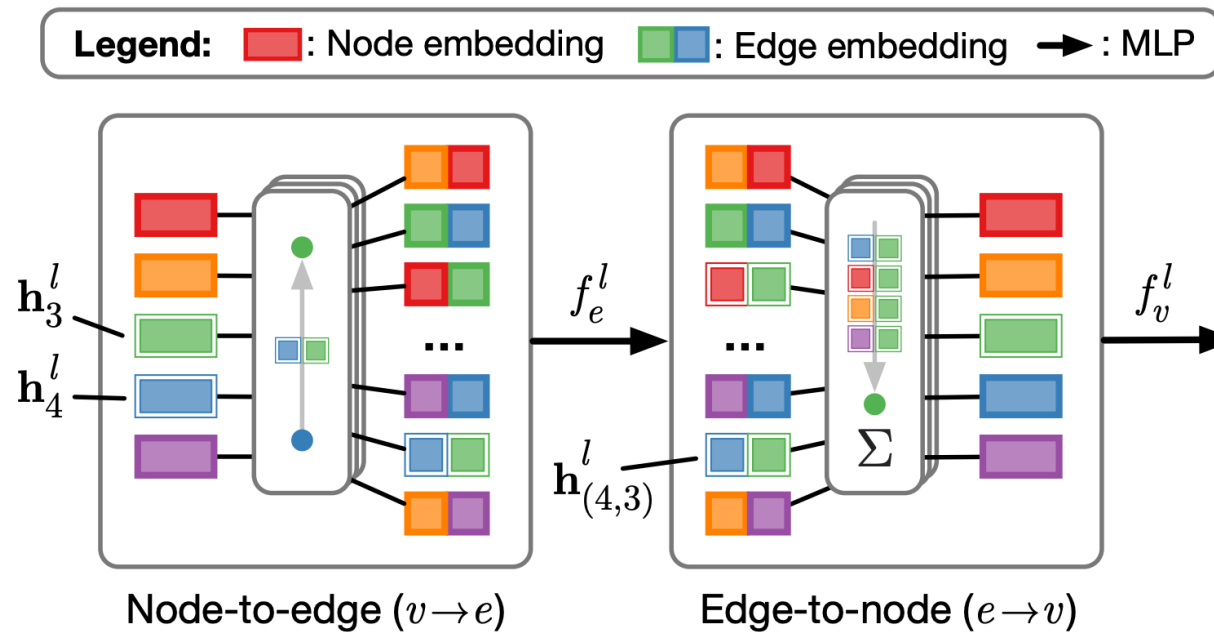 Legend: : Node embedding : Edge embedding : MLP
h_3^l
h_4^l
...
f_e^l
...
h_{(4,3)}^l
Σ
f_v^l
Node-to-edge (v→e)
Edge-to-node (e→v)